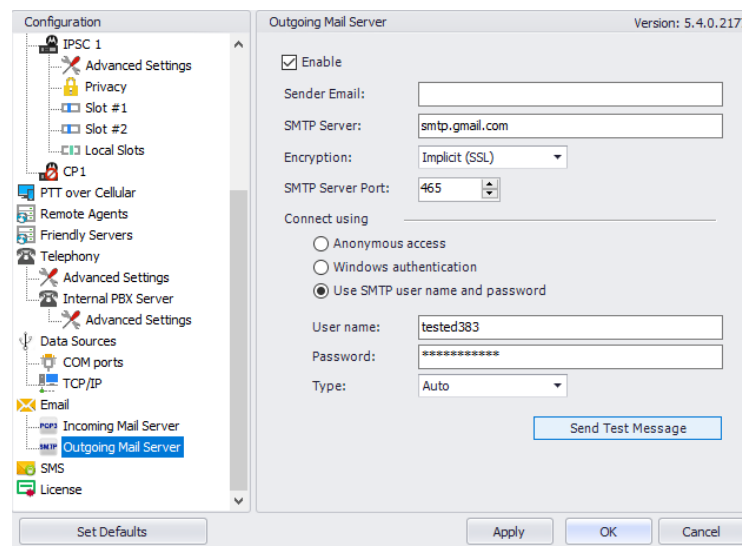 Configuration
IPSC 1
Advanced Settings
Privacy
Slot #1
Slot #2
Local Slots
CP1
PTT over Cellular
Remote Agents
Friendly Servers
Telephony
Advanced Settings
Internal PBX Server
Advanced Settings
Data Sources
COM ports
TCP/IP
Email
POP3 Incoming Mail Server
SMTP Outgoing Mail Server
SMS
License
Set Defaults
Outgoing Mail Server Version: 5.4.0.217
Enable
Sender Email:
SMTP Server: smtp.gmail.com
Encryption: Implicit (SSL)
SMTP Server Port: 465
Connect using
Anonymous access
Windows authentication
Use SMTP user name and password
User name: tested383
Password: ***********
Type: Auto
Send Test Message
Apply OK Cancel